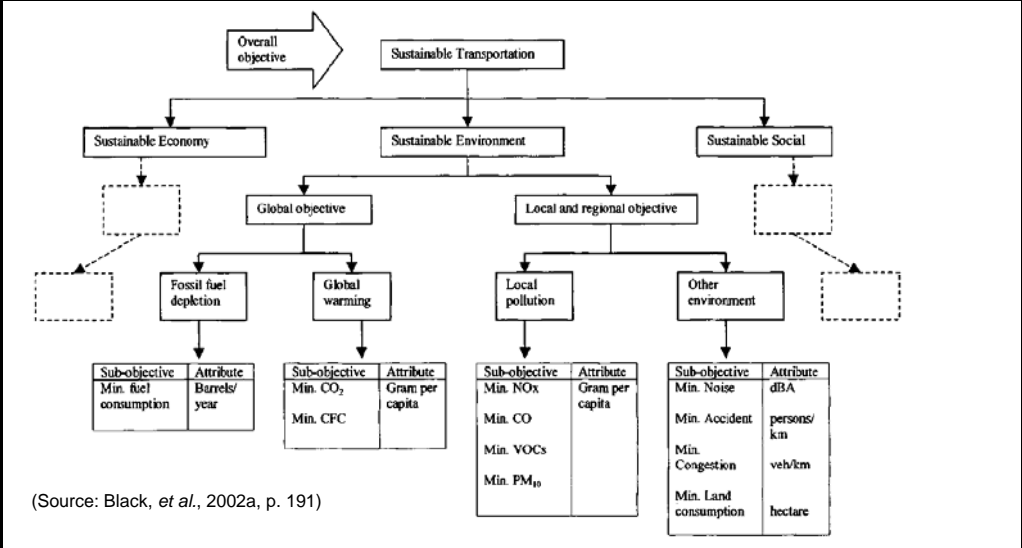 Overall
objective
Sustainable Transportation
Sustainable Economy
Sustainable Environment
Sustainable Social
Global objective
Local and regional objective
Fossil fuel
depletion
Global
warming
Local
pollution
Other
environment
Sub-objective Attribute
Min. fuel Barrels/
consumption year
Sub-objective Attribute
Min. CO₂ Gram per
capita
Min. CFC
Sub-objective Attribute
Min. NOx Gram per
capita
Min. CO
Min. VOCs
Min. PM₁₀
Sub-objective Attribute
Min. Noise dBA
Min. Accident persons/
km
Min.
Congestion veh/km
Min. Land
consumption hectare
(Source: Black, et al., 2002a, p. 191)